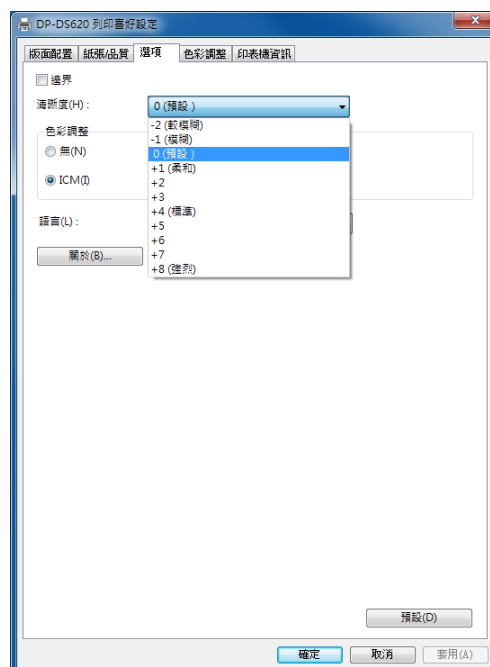 DP-DS620 列印喜好設定
版面配置 紙張/品質 選項 色彩調整 印表機資訊
邊界
清晰度(H) : 0 (預設 )
-2 (較模糊)
-1 (模糊)
0 (預設 )
+1 (柔和)
+2
+3
+4 (標準)
+5
+6
+7
+8 (強烈)
色彩調整
無(N)
ICM(I)
語言(L) :
關於(B)...
預設(D)
確定 取消 套用(A)